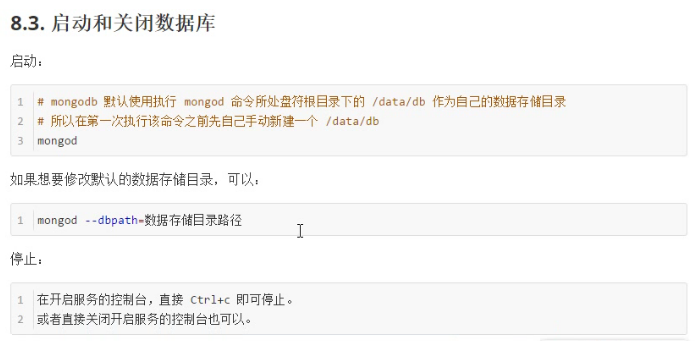 8.3. 启动和关闭数据库
启动：
1 # mongodb 默认使用执行 mongod 命令所处盘符根目录下的 /data/db 作为自己的数据存储目录
2 # 所以在第一次执行该命令之前先自己手动新建一个 /data/db
3 mongod
如果想要修改默认的数据存储目录，可以：
1 mongod --dbpath=数据存储目录路径
停止：
1 在开启服务的控制台，直接 Ctrl+c 即可停止。
2 或者直接关闭开启服务的控制台也可以。